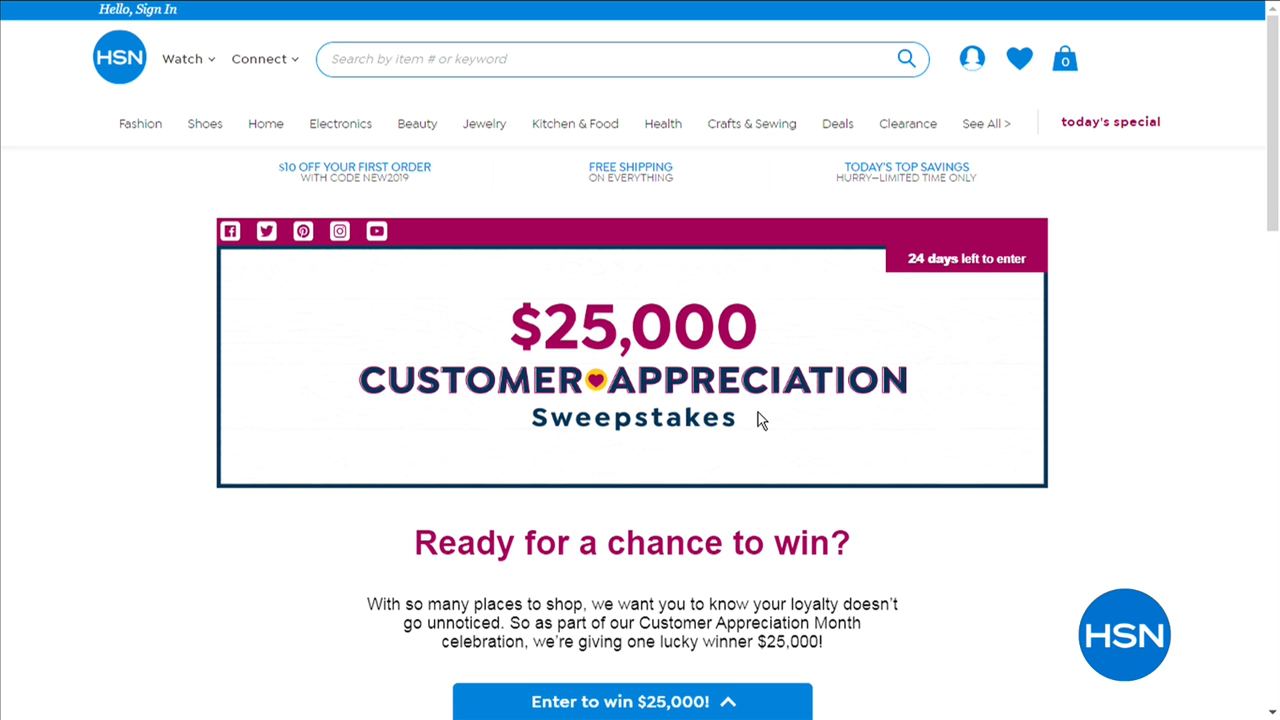 Hello, Sign In
HSN
Watch
Connect
Search by item # or keyword
0
Fashion
Shoes
Home
Electronics
Beauty
Jewelry
Kitchen & Food
Health
Crafts & Sewing
Deals
Clearance
See All >
today's special
$10 OFF YOUR FIRST ORDER
WITH CODE NEW2019
FREE SHIPPING
ON EVERYTHING
TODAY'S TOP SAVINGS
HURRY—LIMITED TIME ONLY
24 days left to enter
$25,000
CUSTOMER APPRECIATION
Sweepstakes
Ready for a chance to win?
With so many places to shop, we want you to know your loyalty doesn't
go unnoticed. So as part of our Customer Appreciation Month
celebration, we're giving one lucky winner $25,000!
HSN
Enter to win $25,000!